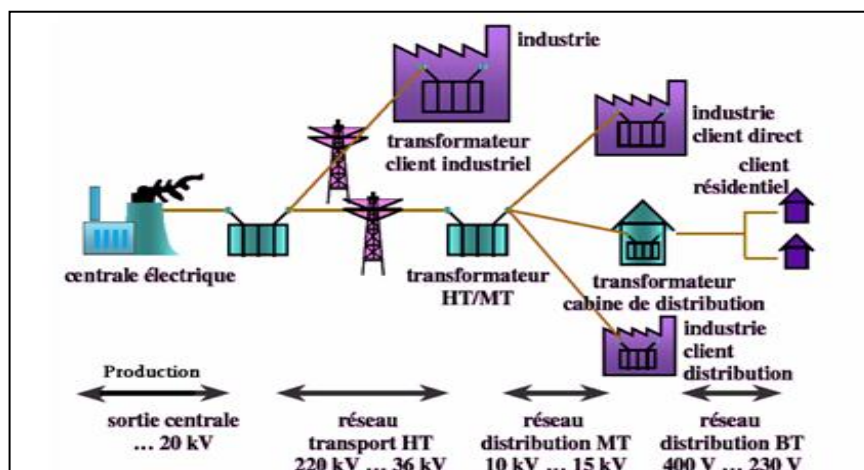 industrie
transformateur
client industriel
industrie
client direct
client
résidentiel
centrale électrique
transformateur
HT/MT
transformateur
cabine de distribution
industrie
client
distribution
Production
sortie centrale
... 20 kV
réseau
transport HT
220 kV ... 36 kV
réseau
distribution MT
10 kV ... 15 kV
réseau
distribution BT
400 V ... 230 V